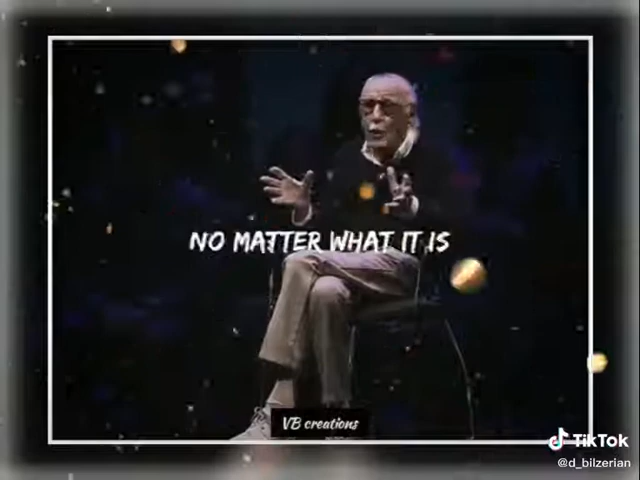 NO MATTER WHAT IT IS
VB creations
TikTok
@d_bilzerian